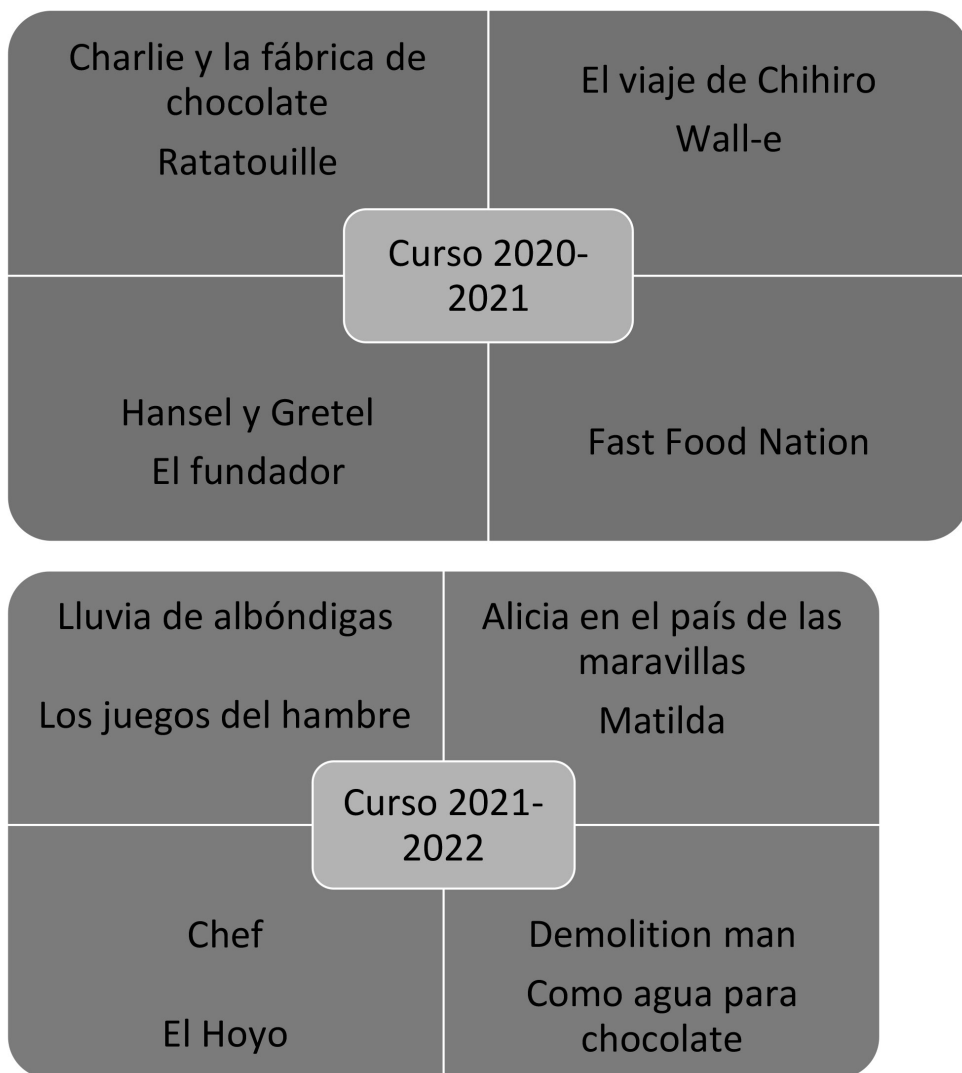 Charlie y la fábrica de
chocolate
Ratatouille
El viaje de Chihiro
Wall-e
Curso 2020-
2021
Hansel y Gretel
El fundador
Fast Food Nation
Lluvia de albóndigas
Los juegos del hambre
Alicia en el país de las
maravillas
Matilda
Curso 2021-
2022
Chef
El Hoyo
Demolition man
Como agua para
chocolate